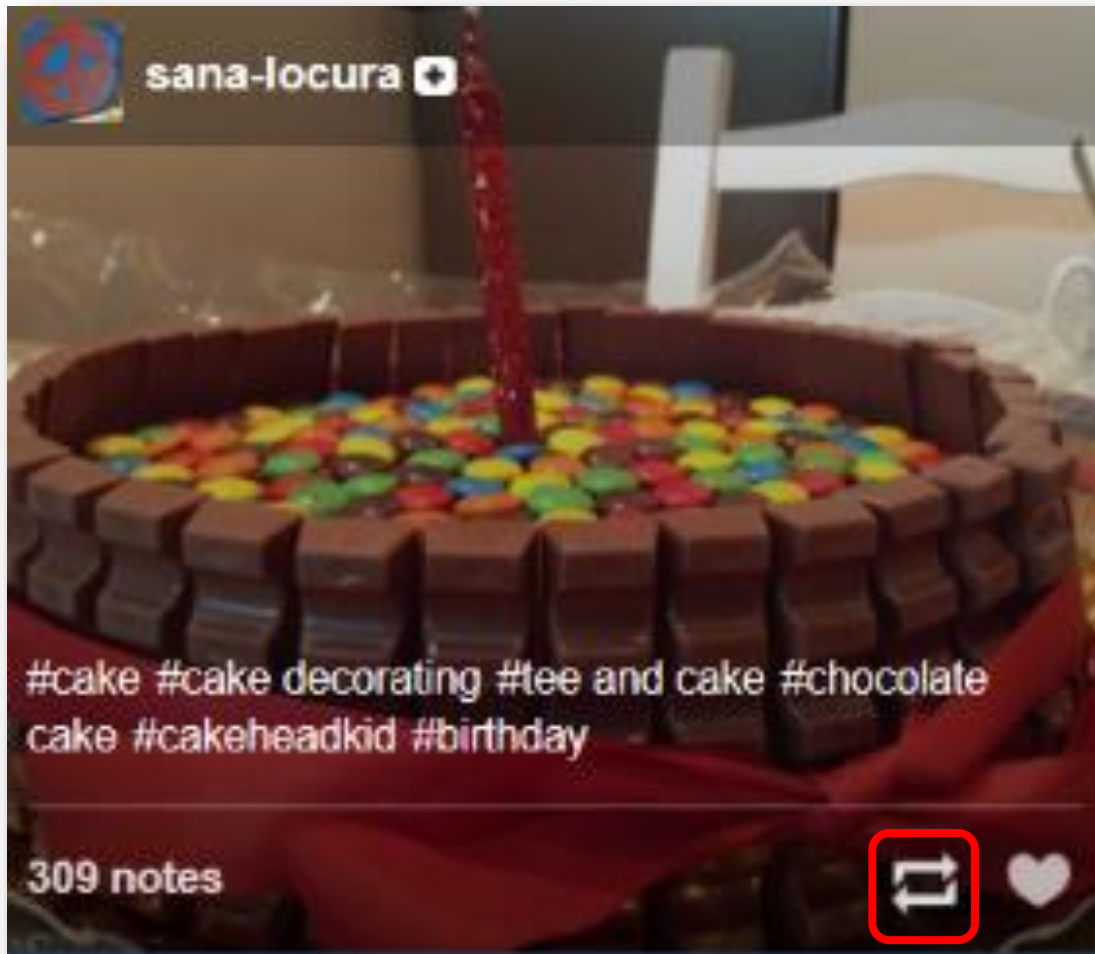 sana-locura
#cake #cake decorating #tee and cake #chocolate
cake #cakeheadkid #birthday
309 notes